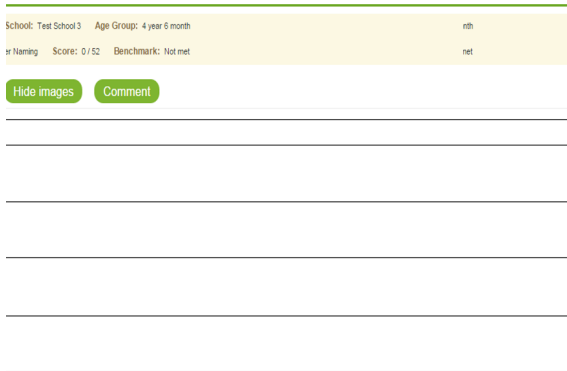 School: Test School 3 Age Group: 4 year 6 month nth
er Naming Score: 0 / 52 Benchmark: Not met net
Hide images Comment